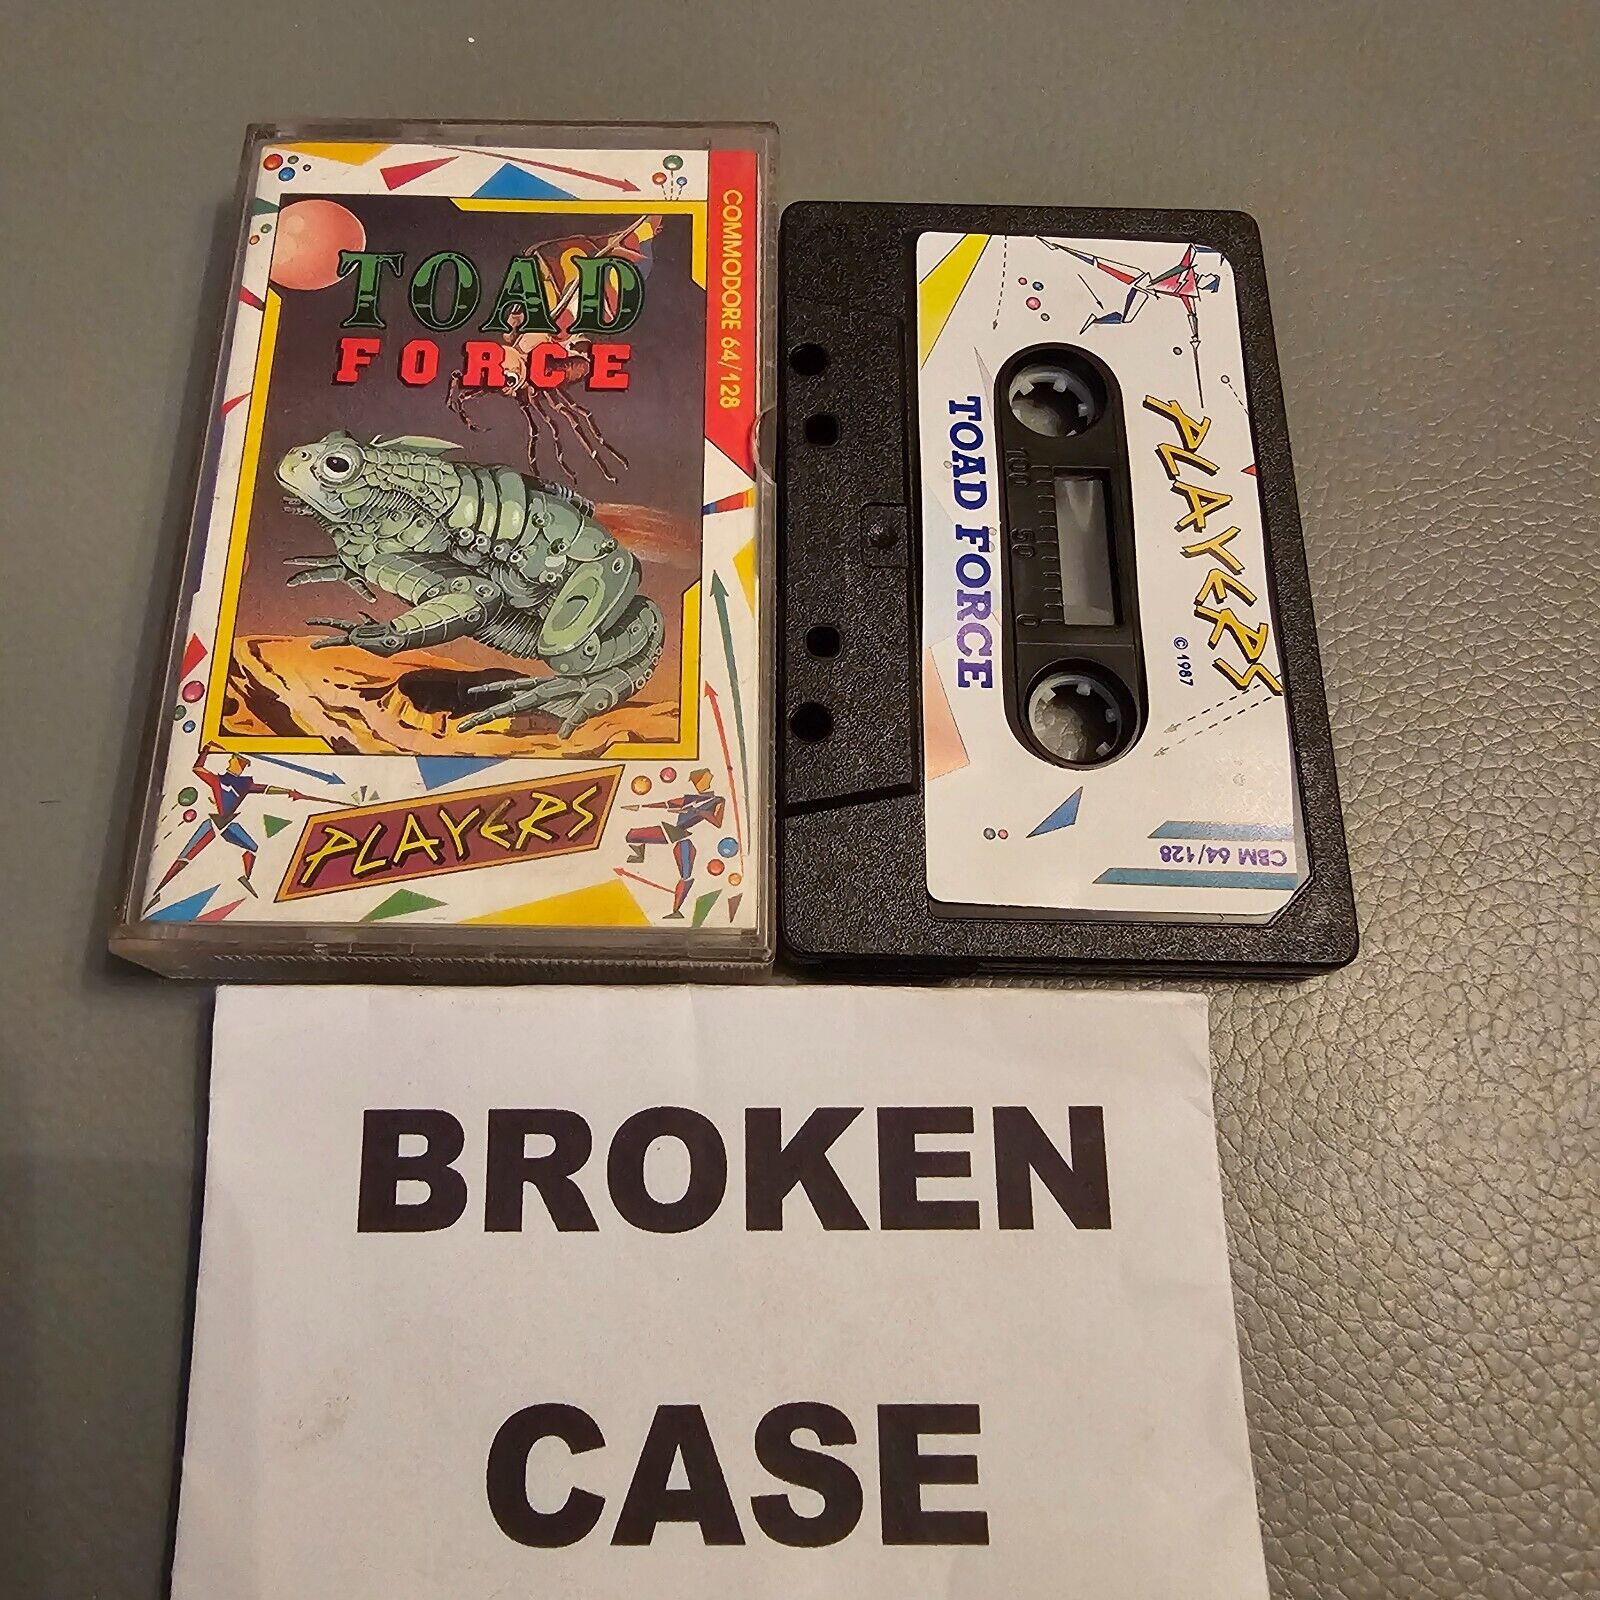 TOAD
FORCE
COMMODORE 64/128
PLAYERS
TOAD FORCE
100 50 0
PLAYERS
© 1987
CBM 64/128
BROKEN
CASE